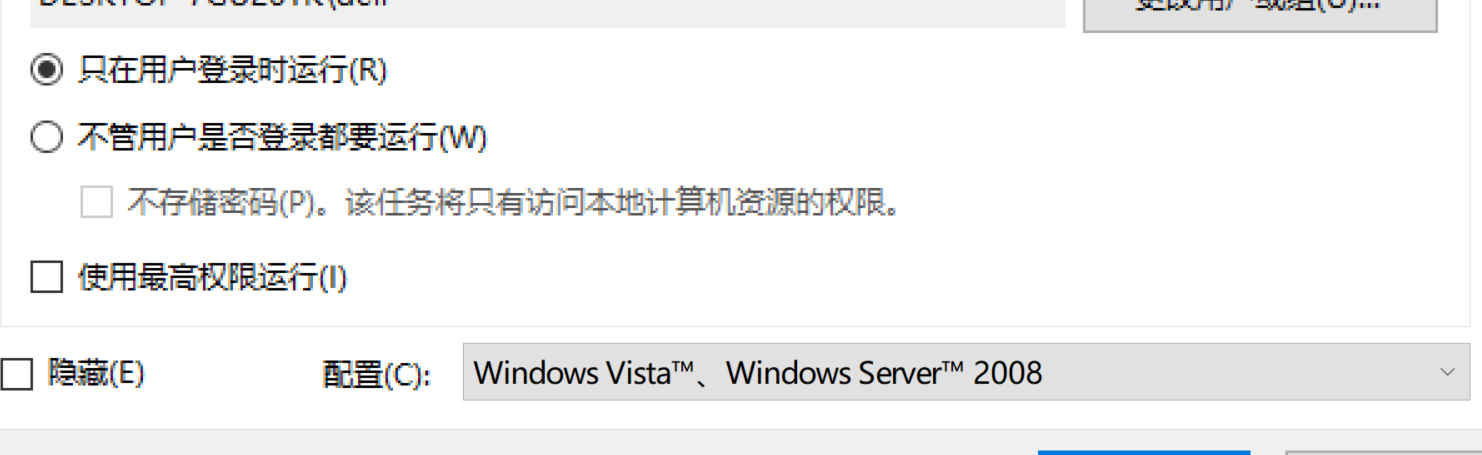 只在用户登录时运行(R)
不管用户是否登录都要运行(W)
不存储密码(P)。该任务将只有访问本地计算机资源的权限。
使用最高权限运行(I)
隐藏(E) 配置(C): Windows Vista™、Windows Server™ 2008